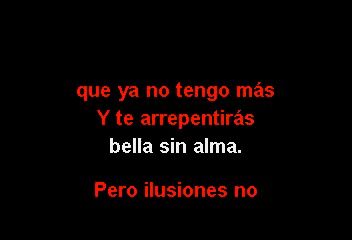 que ya no tengo más
Y te arrepentirás
bella sin alma.
Pero ilusiones no